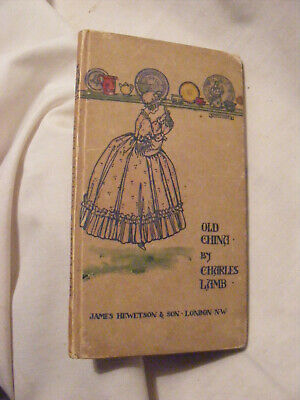 OLD
CHINA ·
BY
CHARLES
LAMB ·
JAMES HEWETSON & SON · LONDON N·W